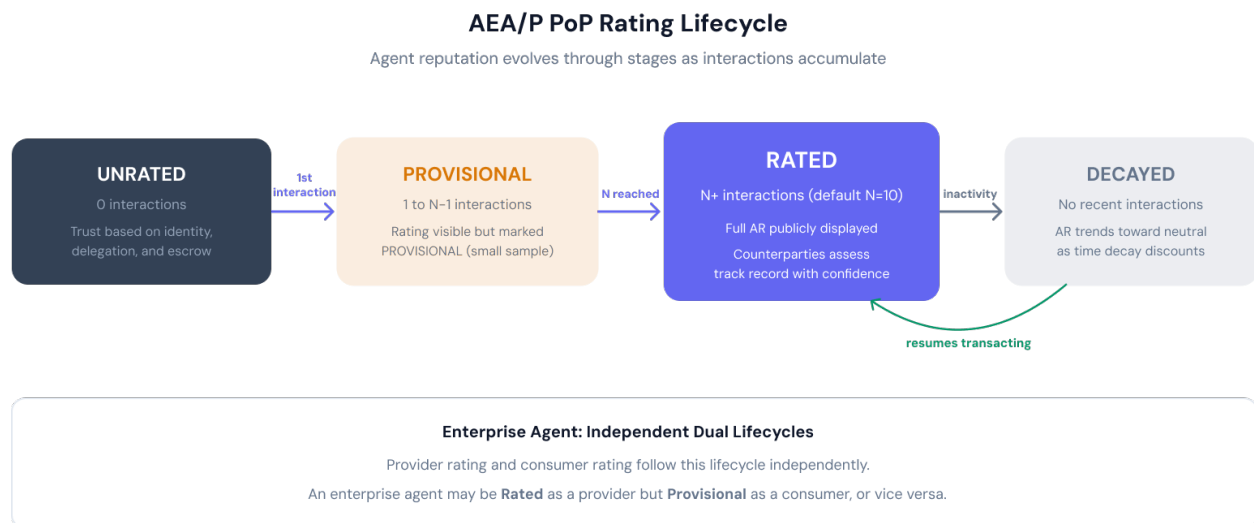 AEA/P PoP Rating Lifecycle
Agent reputation evolves through stages as interactions accumulate
UNRATED
0 interactions
Trust based on identity,
delegation, and escrow
1st
interaction
PROVISIONAL
1 to N-1 interactions
Rating visible but marked
PROVISIONAL (small sample)
N reached
RATED
N+ interactions (default N=10)
Full AR publicly displayed
Counterparties assess
track record with confidence
inactivity
DECAYED
No recent interactions
AR trends toward neutral
as time decay discounts
resumes transacting
Enterprise Agent: Independent Dual Lifecycles
Provider rating and consumer rating follow this lifecycle independently.
An enterprise agent may be Rated as a provider but Provisional as a consumer, or vice versa.